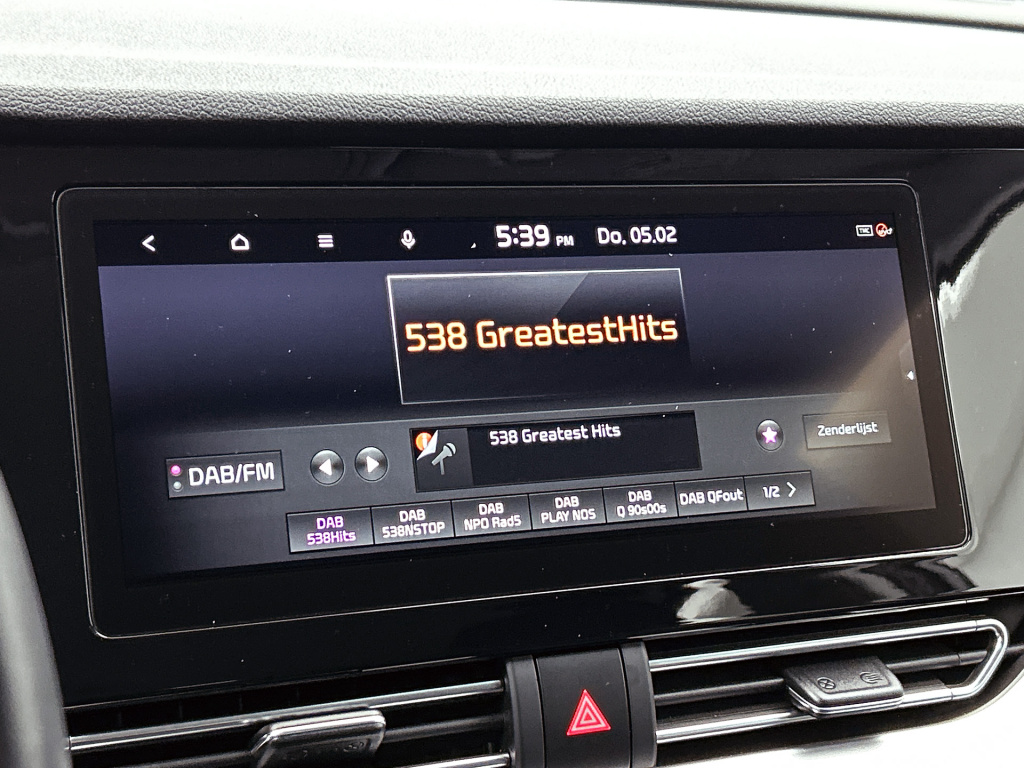 5:39 PM Do. 05.02
TMC
538 GreatestHits
538 Greatest Hits
Zenderlijst
DAB/FM
DAB
538Hits
DAB
538NSTOP
DAB
NPO Rad5
DAB
PLAY NOS
DAB
Q 90s00s
DAB QFout
1/2